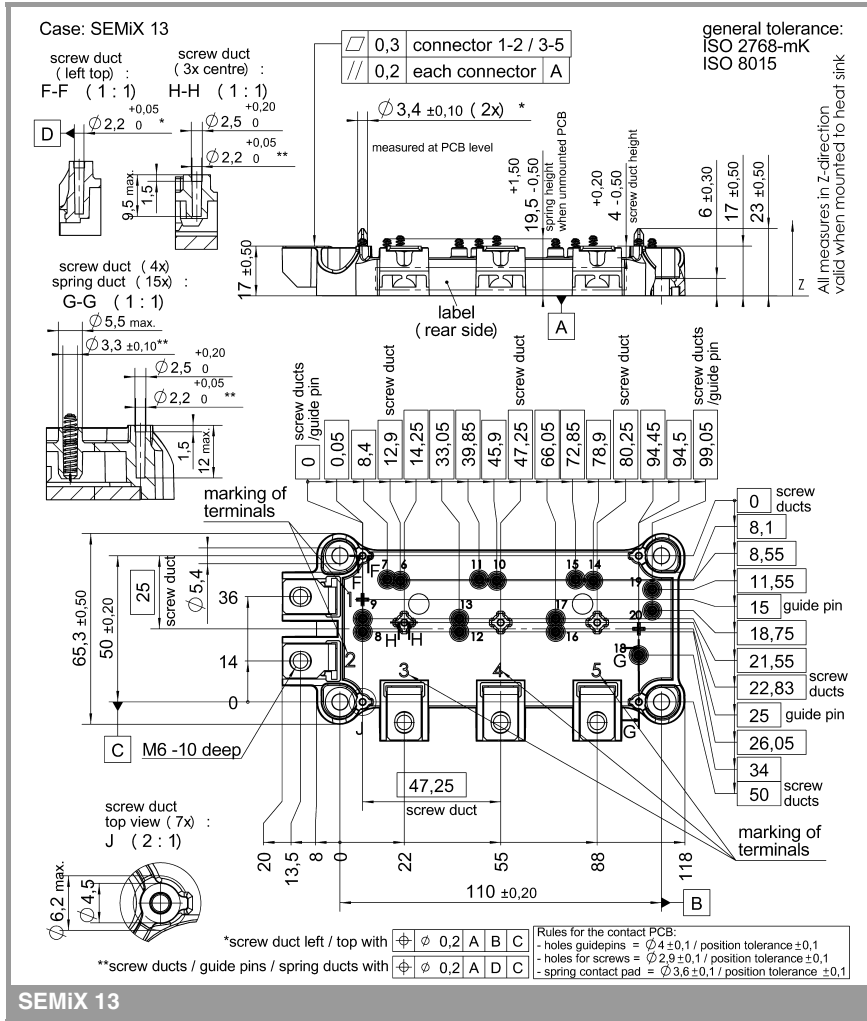 Case: SEMiX 13
screw duct
( left top) :
F-F ( 1 : 1)
screw duct
( 3x centre) :
H-H ( 1 : 1)
D
∅ 2,2 +0,05 0 *
∅ 2,5 +0,20 0
∅ 2,2 +0,05 0 **
9,5 max.
1,5
⏥ 0,3 connector 1-2 / 3-5
// 0,2 each connector A
general tolerance:
ISO 2768-mK
ISO 8015
∅ 3,4 ±0,10 ( 2x) *
measured at PCB level
19,5 +1,50 -0,50
spring height
when unmounted PCB
4 +0,20 -0,50
screw duct height
6 ±0,30
17 ±0,50
23 ±0,50
All measures in Z-direction
valid when mounted to heat sink
Z
17 ±0,50
label
( rear side)
A
screw duct ( 4x)
spring duct ( 15x) :
G-G ( 1 : 1)
∅ 5,5 max.
∅ 3,3 ±0,10**
∅ 2,5 +0,20 0
∅ 2,2 +0,05 0 **
1,5
12 max.
screw ducts
/guide pin
screw duct
screw duct
screw duct
screw ducts
/guide pin
0
0,05
8,4
12,9
14,25
33,05
39,85
45,9
47,25
66,05
72,85
78,9
80,25
94,45
94,5
99,05
marking of
terminals
0 screw ducts
8,1
8,55
11,55
15 guide pin
18,75
21,55
22,83 screw ducts
25 guide pin
26,05
34
50 screw ducts
65,3 ±0,50
50 ±0,20
25
screw duct
∅ 5,4
36
14
0
C
M6 -10 deep
F
F
7
6
11
10
15
14
19
1
9
8
H
H
13
12
17
16
20
18
G
2
3
4
5
J
G
47,25
screw duct
screw duct
top view ( 7x) :
J ( 2 : 1)
∅ 6,2 max.
∅ 4,5
20
13,5
8
0
22
55
88
118
110 ±0,20
B
marking of
terminals
*screw duct left / top with ⌖ ∅ 0,2 A B C
**screw ducts / guide pins / spring ducts with ⌖ ∅ 0,2 A D C
Rules for the contact PCB:
- holes guidepins = ∅ 4 ±0,1 / position tolerance ±0,1
- holes for screws = ∅ 2,9 ±0,1 / position tolerance ±0,1
- spring contact pad = ∅ 3,6 ±0,1 / position tolerance ±0,1
SEMiX 13